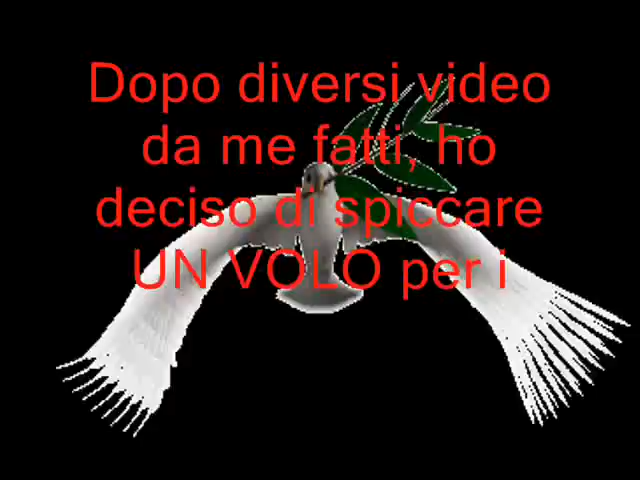 Dopo diversi video
da me fatti, ho
deciso di spiccare
UN VOLO per i